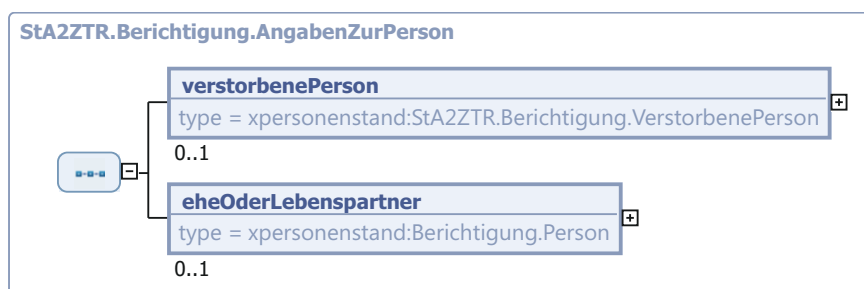 StA2ZTR.Berichtigung.AngabenZurPerson
verstorbenePerson
type = xpersonenstand:StA2ZTR.Berichtigung.VerstorbenePerson
0..1
eheOderLebenspartner
type = xpersonenstand:Berichtigung.Person
0..1